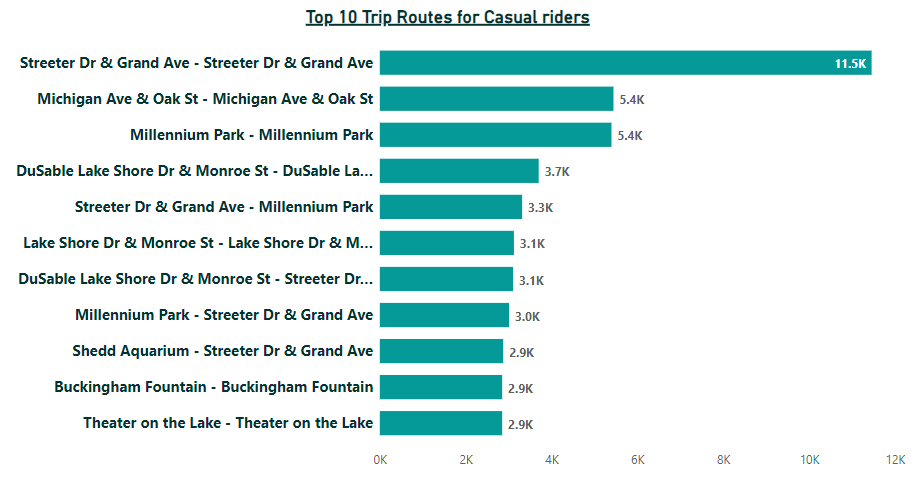 Top 10 Trip Routes for Casual riders
Streeter Dr & Grand Ave - Streeter Dr & Grand Ave 11.5K
Michigan Ave & Oak St - Michigan Ave & Oak St 5.4K
Millennium Park - Millennium Park 5.4K
DuSable Lake Shore Dr & Monroe St - DuSable La... 3.7K
Streeter Dr & Grand Ave - Millennium Park 3.3K
Lake Shore Dr & Monroe St - Lake Shore Dr & M... 3.1K
DuSable Lake Shore Dr & Monroe St - Streeter Dr... 3.1K
Millennium Park - Streeter Dr & Grand Ave 3.0K
Shedd Aquarium - Streeter Dr & Grand Ave 2.9K
Buckingham Fountain - Buckingham Fountain 2.9K
Theater on the Lake - Theater on the Lake 2.9K
0K 2K 4K 6K 8K 10K 12K